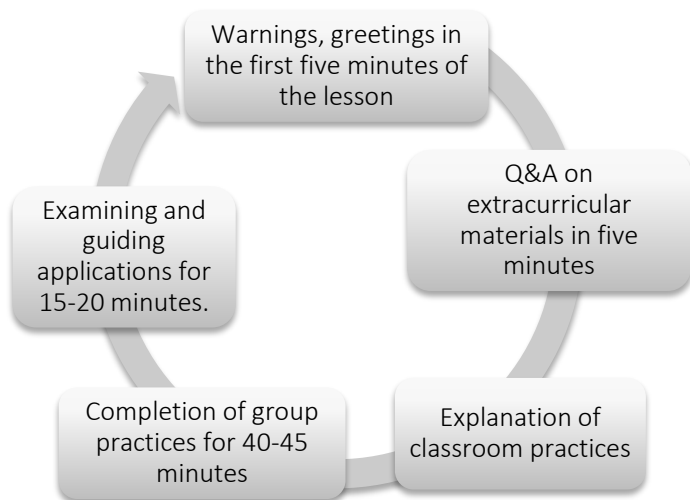 Warnings, greetings in
the first five minutes of
the lesson
Q&A on
extracurricular
materials in five
minutes
Explanation of
classroom practices
Completion of group
practices for 40-45
minutes
Examining and
guiding
applications for
15-20 minutes.